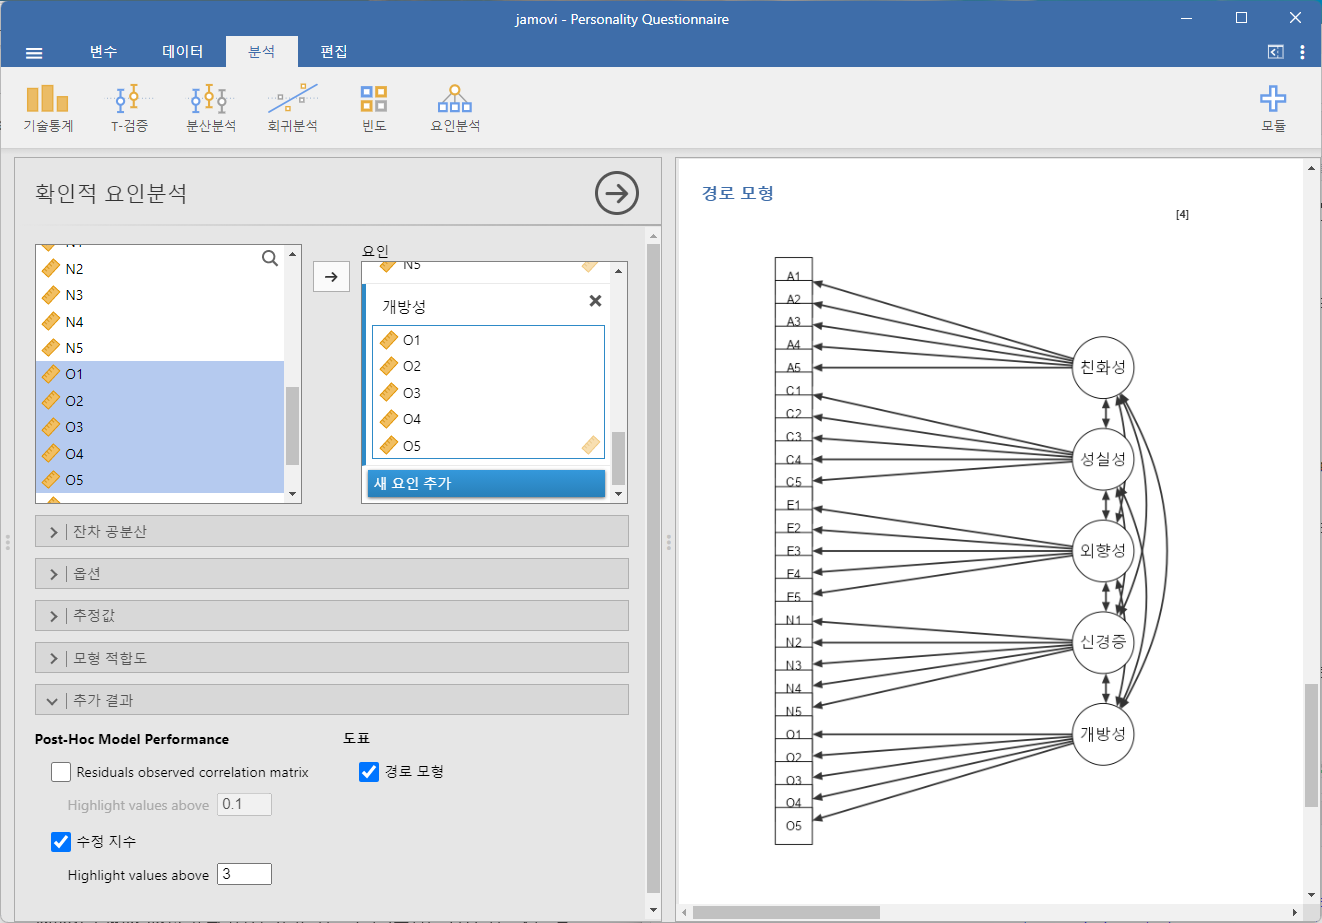 jamovi - Personality Questionnaire
변수 데이터 분석 편집
기술통계 T-검증 분산분석 회귀분석 빈도 요인분석 모듈
확인적 요인분석
N2
N3
N4
N5
O1
O2
O3
O4
O5
요인
N5
개방성
O1
O2
O3
O4
O5
새 요인 추가
잔차 공분산
옵션
추정값
모형 적합도
추가 결과
Post-Hoc Model Performance
Residuals observed correlation matrix
Highlight values above 0.1
수정 지수
Highlight values above 3
도표
경로 모형
경로 모형
[4]
A1
A2
A3
A4
A5
C1
C2
C3
C4
C5
E1
E2
E3
E4
E5
N1
N2
N3
N4
N5
O1
O2
O3
O4
O5
친화성
성실성
외향성
신경증
개방성